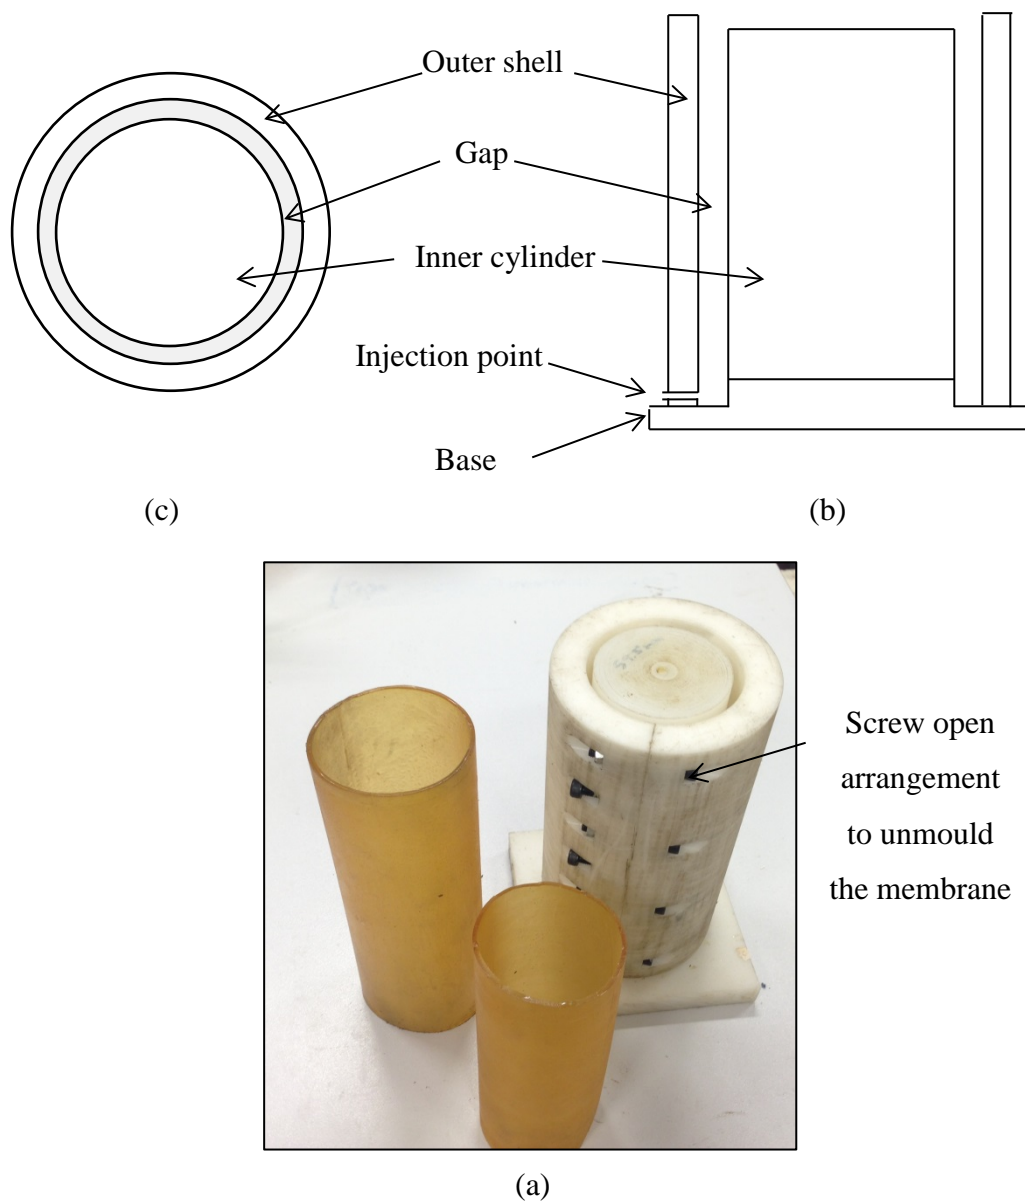 Outer shell
Gap
Inner cylinder
Injection point
Base
(c)
(b)
Screw open
arrangement
to unmould
the membrane
(a)